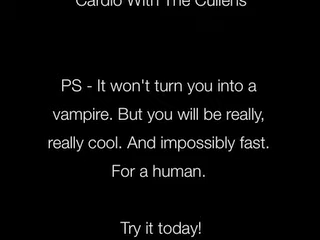 Cardio With The Cullens
PS - It won't turn you into a
vampire. But you will be really,
really cool. And impossibly fast.
For a human.
Try it today!